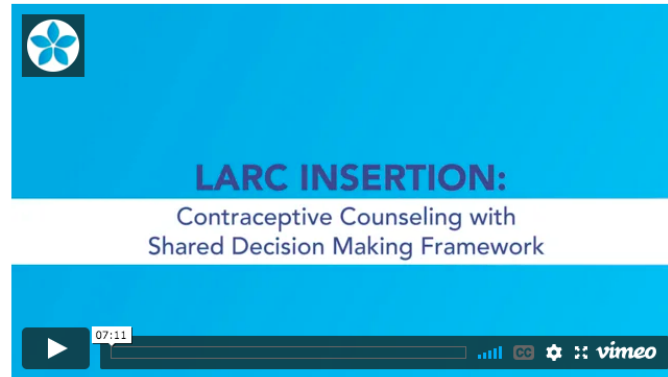 LARC INSERTION:
Contraceptive Counseling with
Shared Decision Making Framework
07:11
CC
vimeo